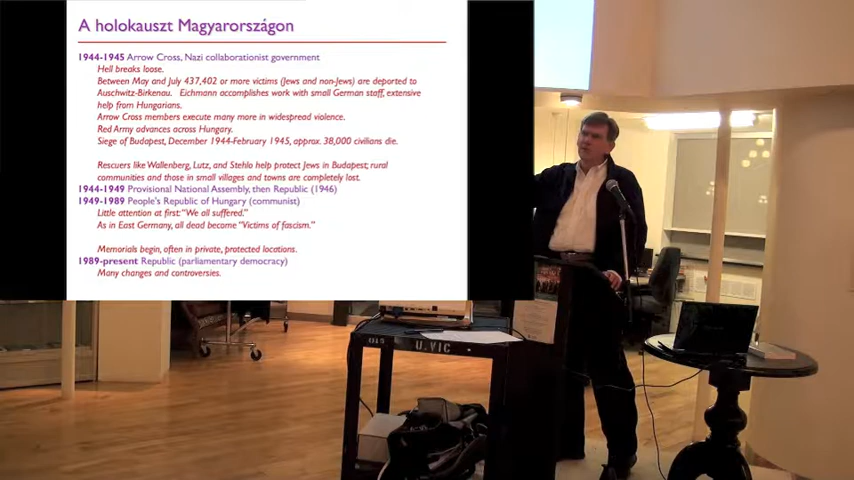 A holokauszt Magyarországon
1944-1945 Arrow Cross, Nazi collaborationist government
Hell breaks loose.
Between May and July 437,402 or more victims (Jews and non-Jews) are deported to
Auschwitz-Birkenau. Eichmann accomplishes work with small German staff, extensive
help from Hungarians.
Arrow Cross members execute many more in widespread violence.
Red Army advances across Hungary.
Siege of Budapest, December 1944-February 1945, approx. 38,000 civilians die.
Rescuers like Wallenberg, Lutz, and Stehlo help protect Jews in Budapest; rural
communities and those in small villages and towns are completely lost.
1944-1949 Provisional National Assembly, then Republic (1946)
1949-1989 People's Republic of Hungary (communist)
Little attention at first: "We all suffered."
As in East Germany, all dead become "Victims of fascism."
Memorials begin, often in private, protected locations.
1989-present Republic (parliamentary democracy)
Many changes and controversies.
U.VIC